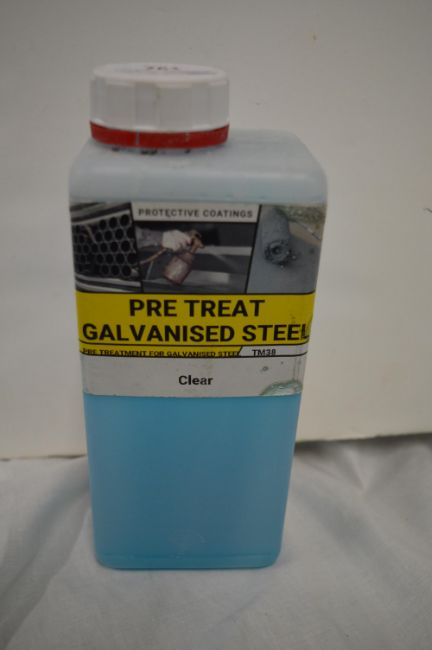 PROTECTIVE COATINGS
PRE TREAT
GALVANISED STEEL
PRE TREATMENT FOR GALVANISED STEEL TM38
Clear